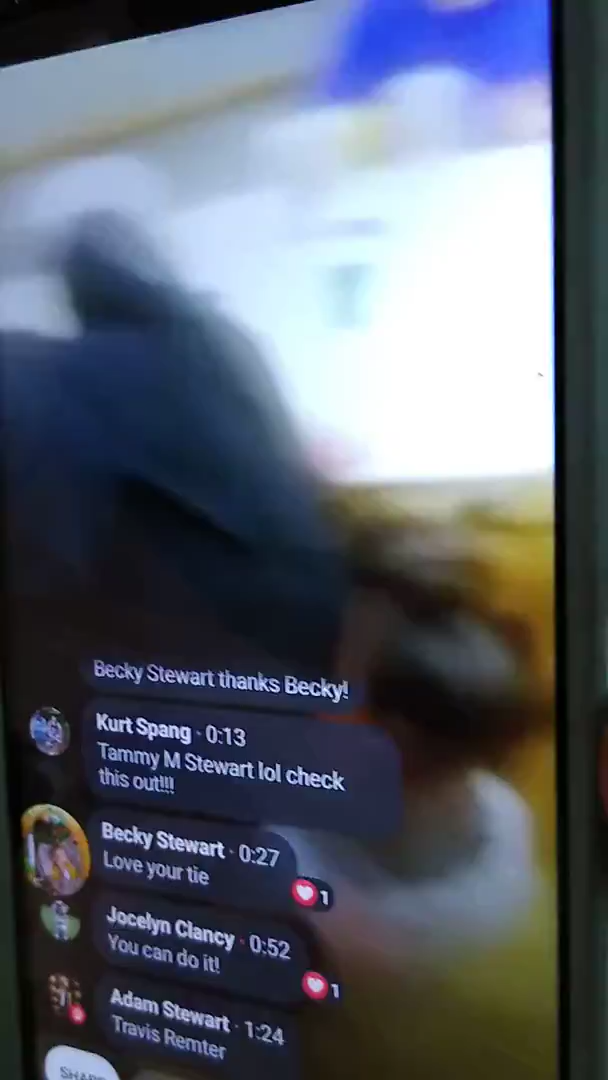 Becky Stewart thanks Becky!
Kurt Spang · 0:13
Tammy M Stewart lol check
this out!!!
Becky Stewart · 0:27
Love your tie
1
Jocelyn Clancy · 0:52
You can do it!
1
Adam Stewart · 1:24
Travis Remter